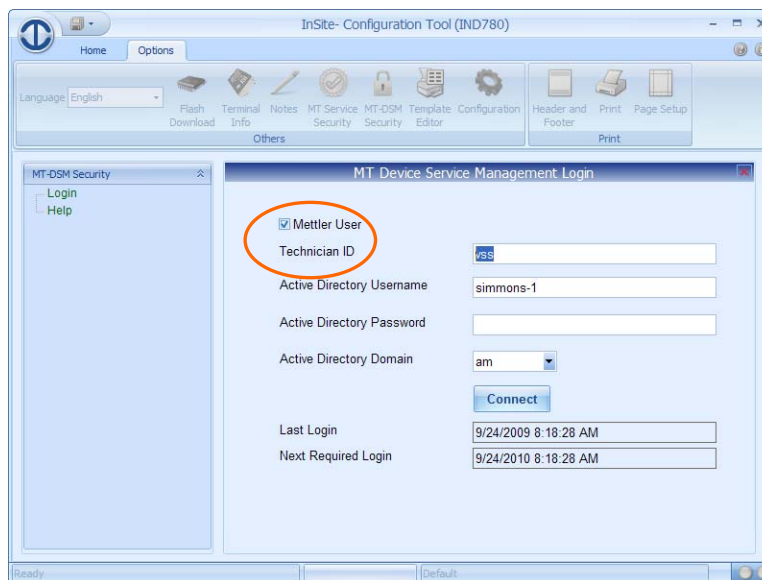 InSite- Configuration Tool (IND780)
Home Options
Language English
Flash Download
Terminal Info
Notes
MT Service Security
MT-DSM Security
Template Editor
Configuration
Header and Footer
Print
Page Setup
Others
Print
MT-DSM Security
Login
Help
MT Device Service Management Login
Mettler User
Technician ID vss
Active Directory Username simmons-1
Active Directory Password
Active Directory Domain am
Connect
Last Login 9/24/2009 8:18:28 AM
Next Required Login 9/24/2010 8:18:28 AM
Ready Default